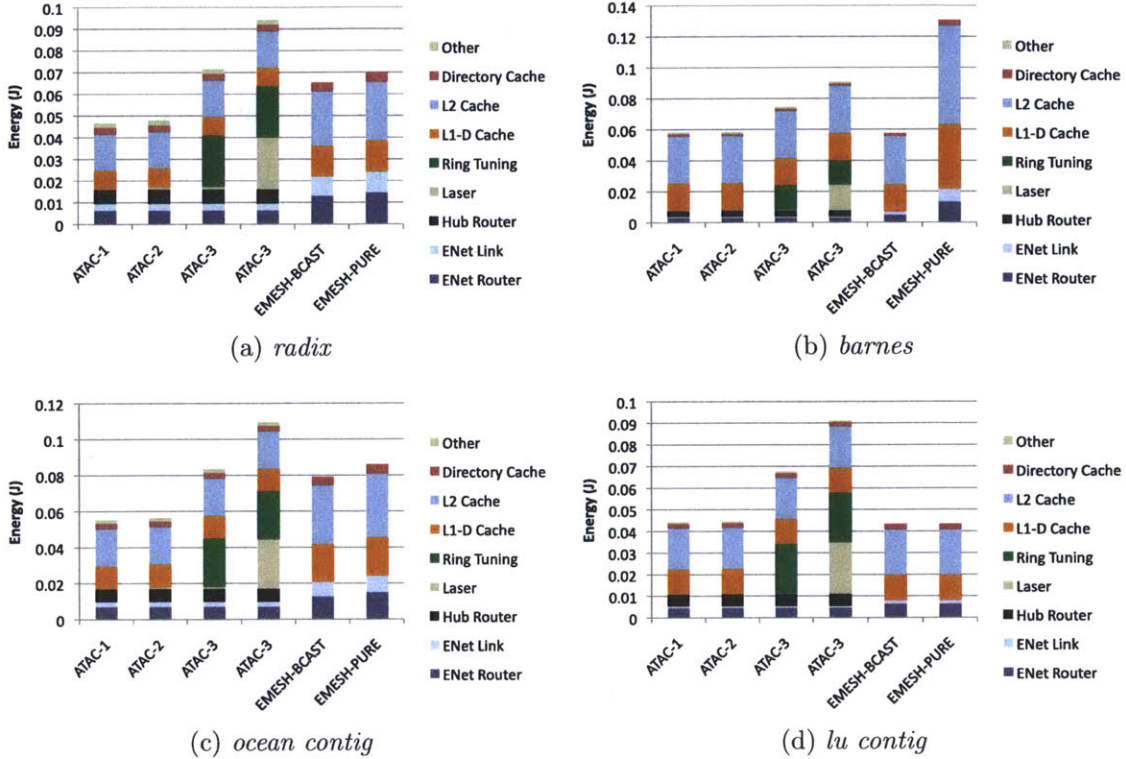 0.1
0.09
0.08
0.07
0.06
0.05
0.04
0.03
0.02
0.01
0
Energy (J)
ATAC-1
ATAC-2
ATAC-3
ATAC-3
EMESH-BCAST
EMESH-PURE
Other
Directory Cache
L2 Cache
L1-D Cache
Ring Tuning
Laser
Hub Router
ENet Link
ENet Router
(a) radix
0.14
0.12
0.1
0.08
0.06
0.04
0.02
0
Energy (J)
ATAC-1
ATAC-2
ATAC-3
ATAC-3
EMESH-BCAST
EMESH-PURE
Other
Directory Cache
L2 Cache
L1-D Cache
Ring Tuning
Laser
Hub Router
ENet Link
ENet Router
(b) barnes
0.12
0.1
0.08
0.06
0.04
0.02
0
Energy (J)
ATAC-1
ATAC-2
ATAC-3
ATAC-3
EMESH-BCAST
EMESH-PURE
Other
Directory Cache
L2 Cache
L1-D Cache
Ring Tuning
Laser
Hub Router
ENet Link
ENet Router
(c) ocean contig
0.1
0.09
0.08
0.07
0.06
0.05
0.04
0.03
0.02
0.01
0
Energy (J)
ATAC-1
ATAC-2
ATAC-3
ATAC-3
EMESH-BCAST
EMESH-PURE
Other
Directory Cache
L2 Cache
L1-D Cache
Ring Tuning
Laser
Hub Router
ENet Link
ENet Router
(d) lu contig